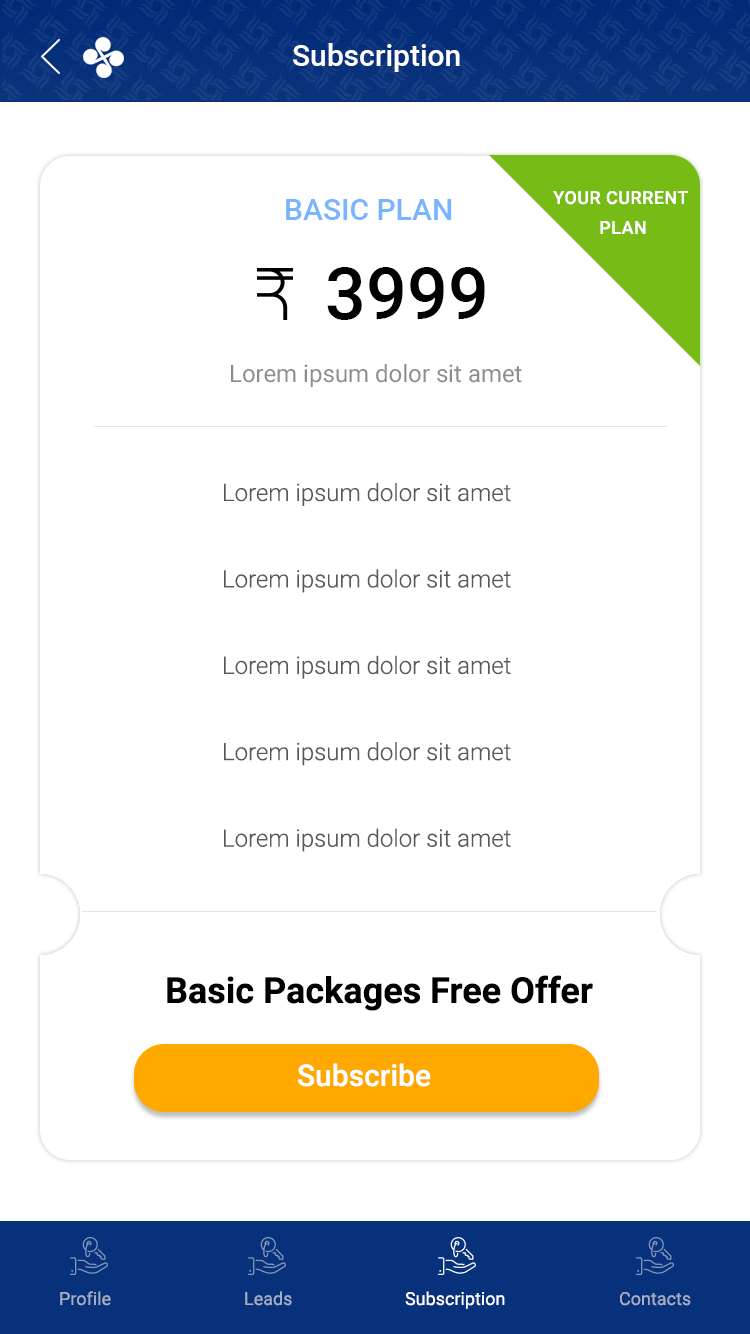 Subscription
YOUR CURRENT
PLAN
BASIC PLAN
₹ 3999
Lorem ipsum dolor sit amet
Lorem ipsum dolor sit amet
Lorem ipsum dolor sit amet
Lorem ipsum dolor sit amet
Lorem ipsum dolor sit amet
Lorem ipsum dolor sit amet
Basic Packages Free Offer
Subscribe
Profile
Leads
Subscription
Contacts